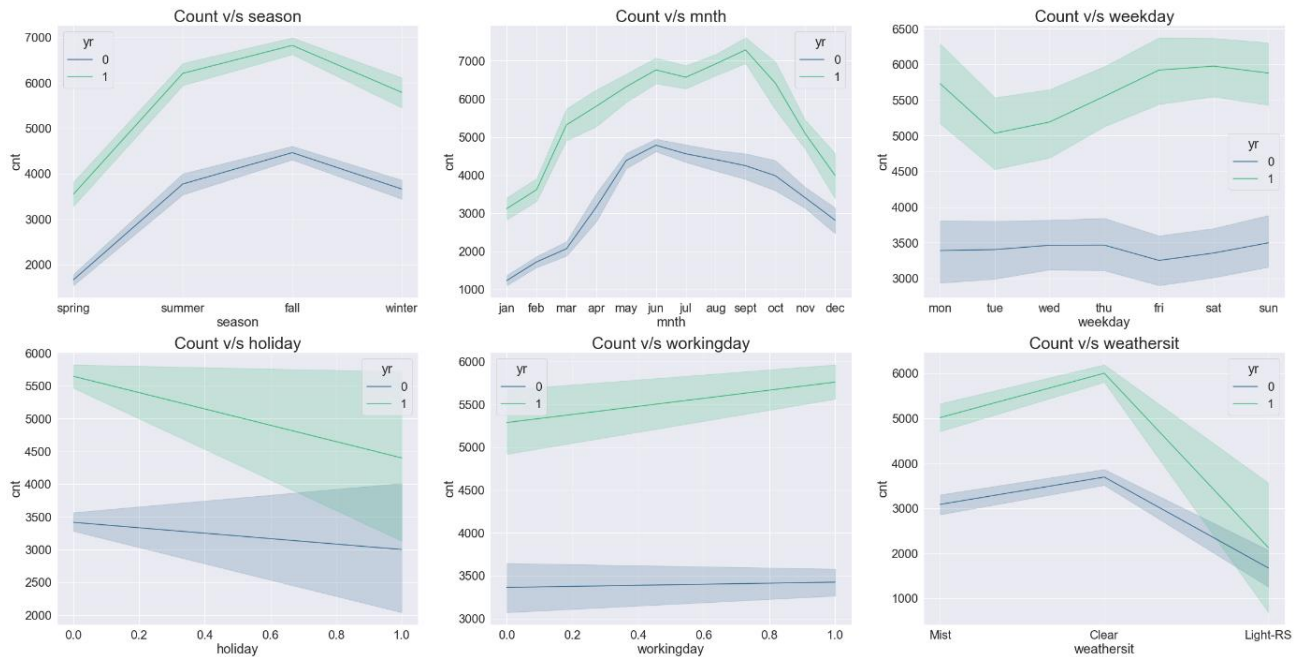 Count v/s season
yr
0
1
7000
6000
5000
4000
3000
2000
cnt
spring summer fall winter
season
Count v/s mnth
yr
0
1
7000
6000
5000
4000
3000
2000
1000
cnt
jan feb mar apr may jun jul aug sept oct nov dec
mnth
Count v/s weekday
6500
6000
5500
5000
4500
4000
3500
3000
cnt
yr
0
1
mon tue wed thu fri sat sun
weekday
Count v/s holiday
yr
0
1
6000
5500
5000
4500
4000
3500
3000
2500
2000
cnt
0.0 0.2 0.4 0.6 0.8 1.0
holiday
Count v/s workingday
yr
0
1
6000
5500
5000
4500
4000
3500
3000
cnt
0.0 0.2 0.4 0.6 0.8 1.0
workingday
Count v/s weathersit
yr
0
1
6000
5000
4000
3000
2000
1000
cnt
Mist Clear Light-RS
weathersit